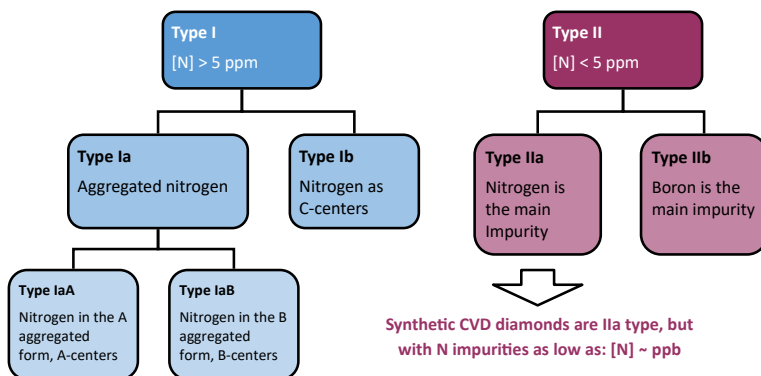 Type I
[N] > 5 ppm
Type II
[N] < 5 ppm
Type Ia
Aggregated nitrogen
Type Ib
Nitrogen as
C-centers
Type IIa
Nitrogen is
the main
Impurity
Type IIb
Boron is the
main impurity
Type IaA
Nitrogen in the A
aggregated
form, A-centers
Type IaB
Nitrogen in the B
aggregated
form, B-centers
Synthetic CVD diamonds are IIa type, but
with N impurities as low as: [N] ~ ppb